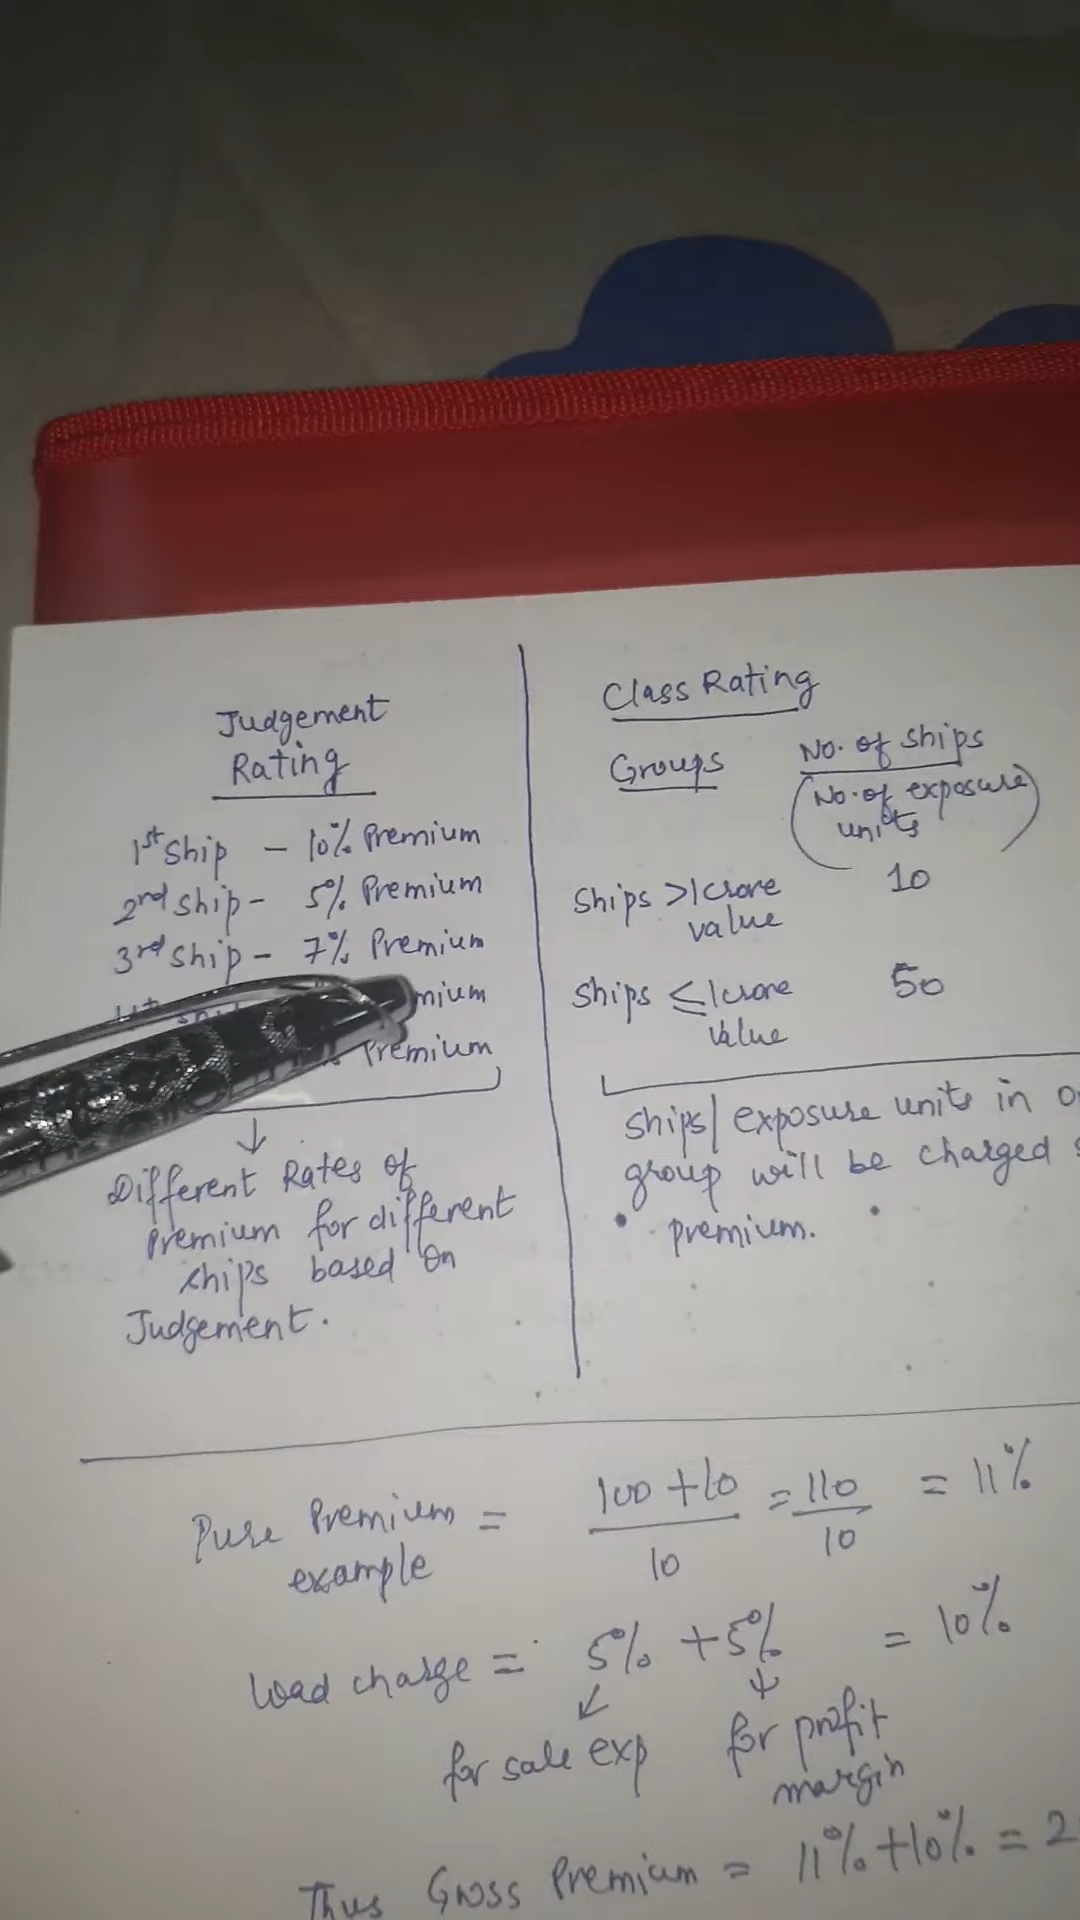 Judgement
Rating
1st Ship - 10% Premium
2nd ship - 5% Premium
3rd ship - 7% Premium
Premium
Different Rates of
premium for different
ships based on
Judgement.
Class Rating
Groups No. of ships
(No. of exposure)
units
Ships >1crore 10
value
Ships ≤1crore 50
value
Ships/exposure units in
group will be charged
premium.
Pure Premium = 100 + 10 = 110 = 11%
example 10 10
Load charge = 5% + 5% = 10%
for sale exp for profit
margin
Thus Gross Premium = 11% + 10% = 2